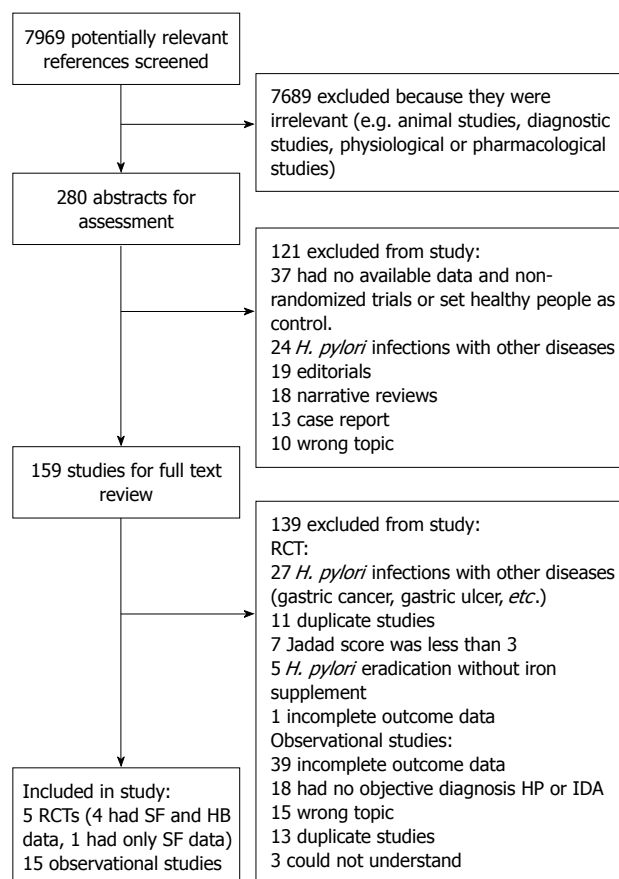 7969 potentially relevant
references screened
7689 excluded because they were
irrelevant (e.g. animal studies, diagnostic
studies, physiological or pharmacological
studies)
280 abstracts for
assessment
121 excluded from study:
37 had no available data and non-
randomized trials or set healthy people as
control.
24 H. pylori infections with other diseases
19 editorials
18 narrative reviews
13 case report
10 wrong topic
159 studies for full text
review
139 excluded from study:
RCT:
27 H. pylori infections with other diseases
(gastric cancer, gastric ulcer, etc.)
11 duplicate studies
7 Jadad score was less than 3
5 H. pylori eradication without iron
supplement
1 incomplete outcome data
Observational studies:
39 incomplete outcome data
18 had no objective diagnosis HP or IDA
15 wrong topic
13 duplicate studies
3 could not understand
Included in study:
5 RCTs (4 had SF and HB
data, 1 had only SF data)
15 observational studies